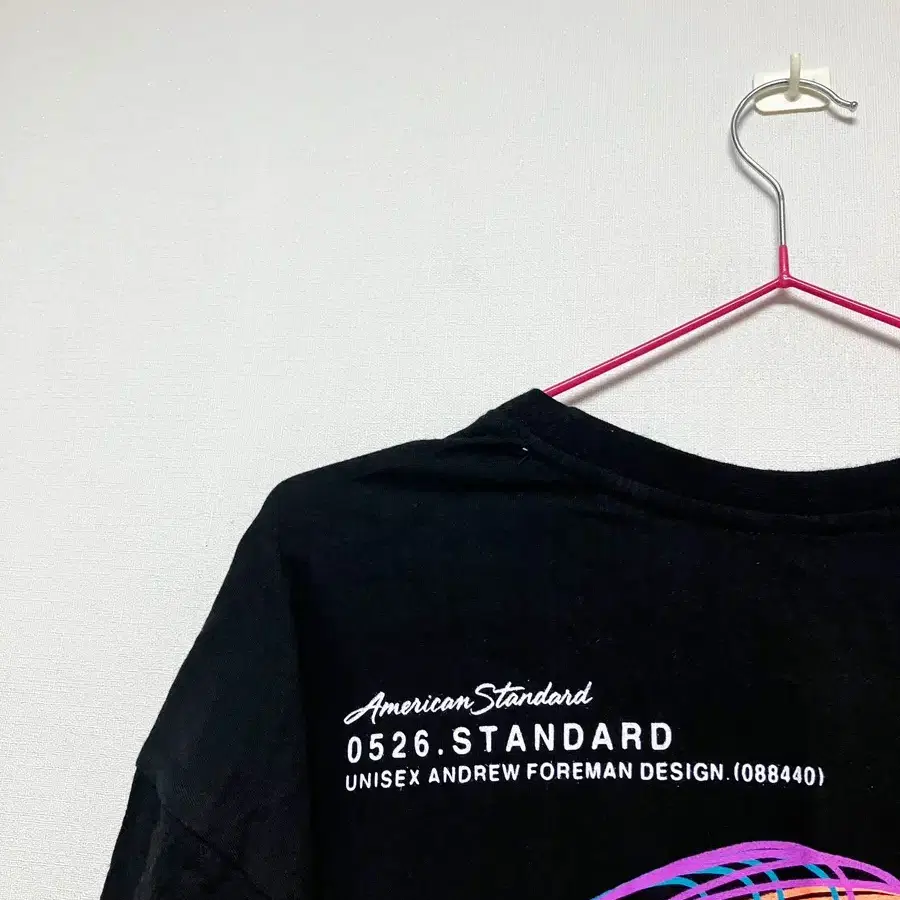 American Standard
0526.STANDARD
UNISEX ANDREW FOREMAN DESIGN.(088440)